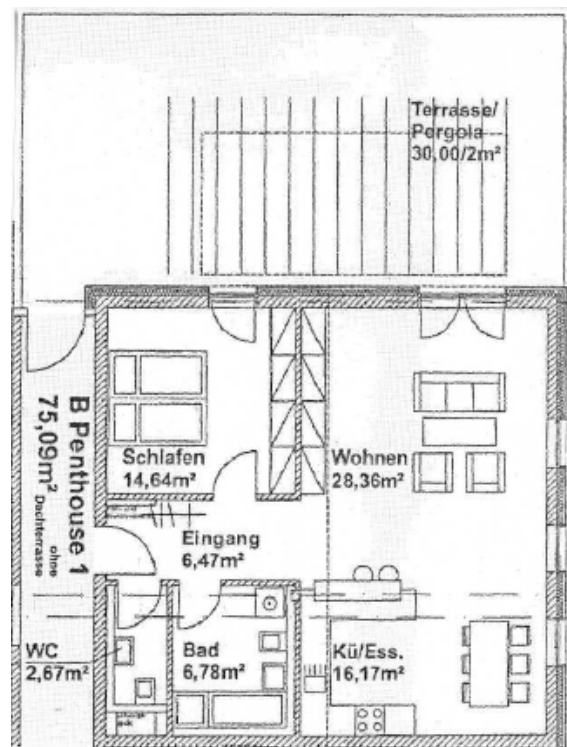 Terrasse/
Pergola
30,00/2m²
B Penthouse 1
75,09m²
ohne
Dachterrasse
Schlafen
14,64m²
Wohnen
28,36m²
Eingang
6,47m²
WC
2,67m²
Bad
6,78m²
Kü/Ess.
16,17m²